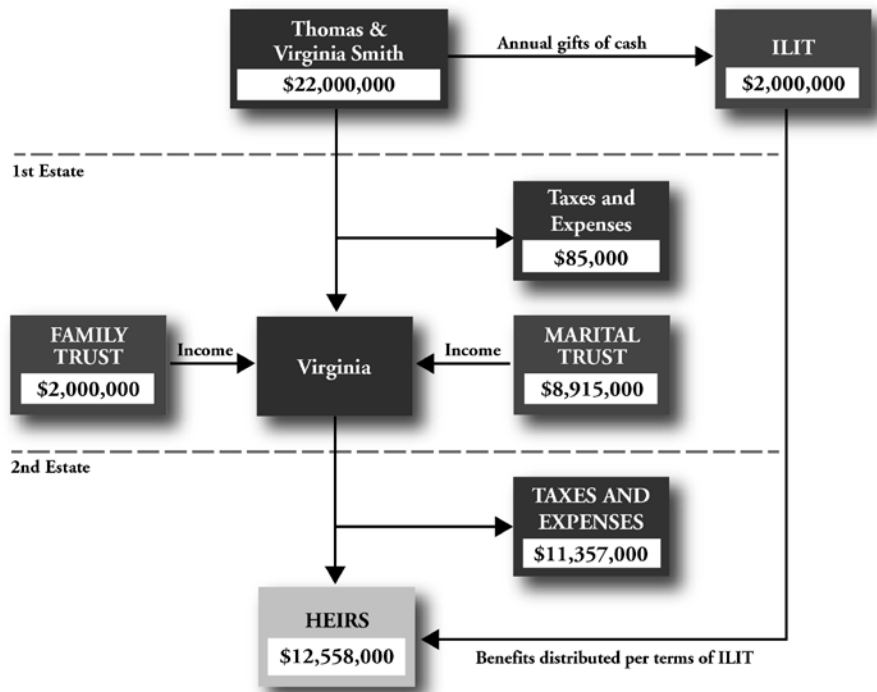 Thomas &
Virginia Smith
$22,000,000
Annual gifts of cash
ILIT
$2,000,000
1st Estate
Taxes and
Expenses
$85,000
FAMILY
TRUST
$2,000,000
Income
Virginia
Income
MARITAL
TRUST
$8,915,000
2nd Estate
TAXES AND
EXPENSES
$11,357,000
HEIRS
$12,558,000
Benefits distributed per terms of ILIT